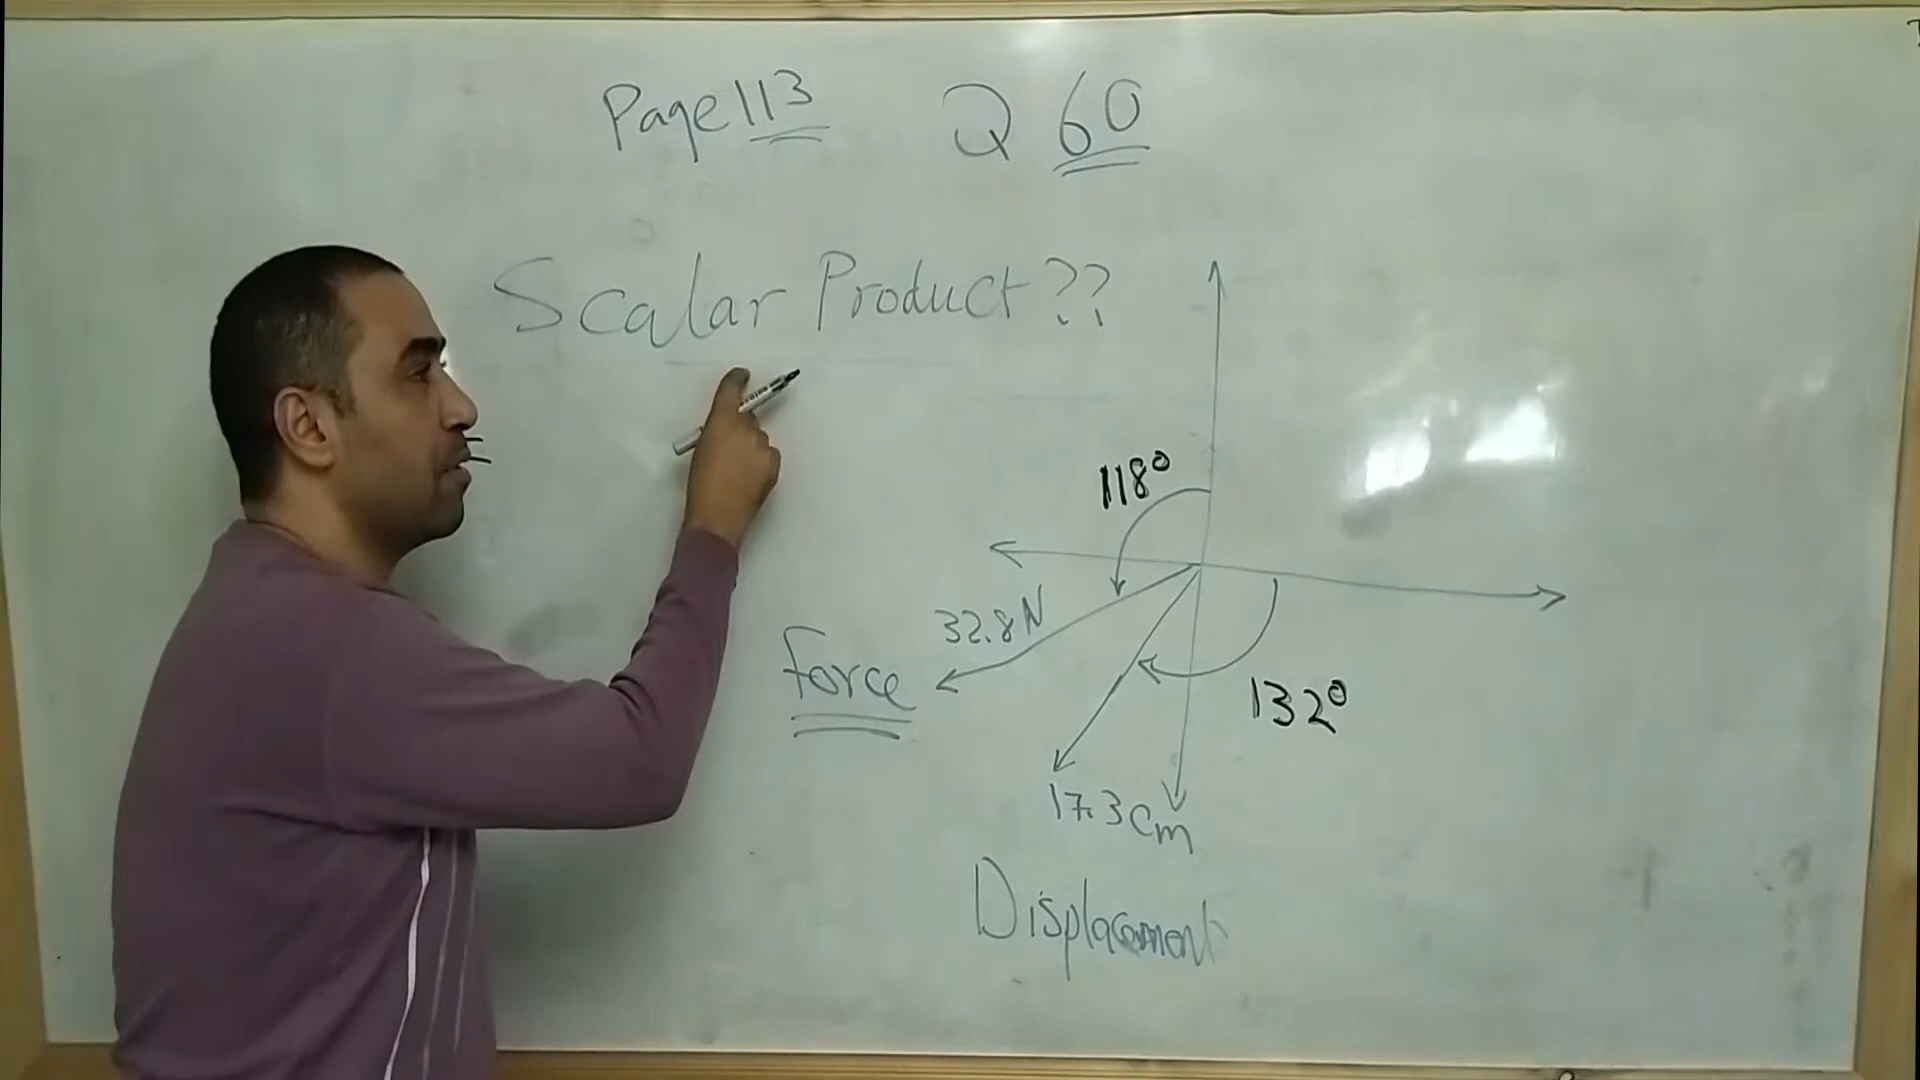 Page 113 Q 60
Scalar Product ??
118°
32.8 N
Force
132°
17.3 cm
Displacement